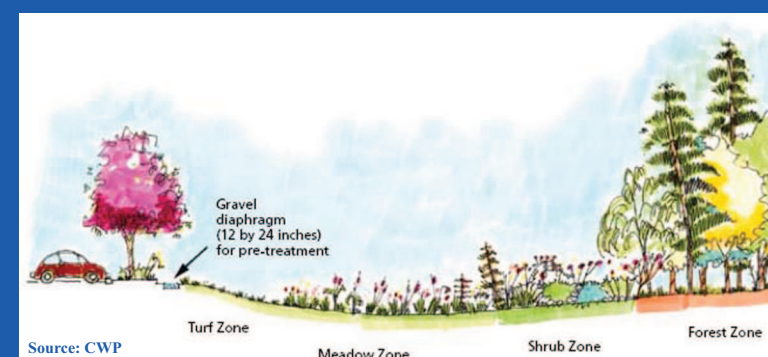 Gravel
diaphragm
(12 by 24 inches)
for pre-treatment
Turf Zone
Meadow Zone
Shrub Zone
Forest Zone
Source: CWP